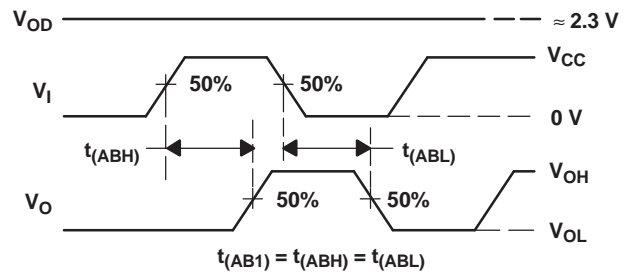 VOD ≈ 2.3 V
VI 50% 50% VCC
0 V
t(ABH) t(ABL)
VO 50% 50% VOH
VOL
t(AB1) = t(ABH) = t(ABL)